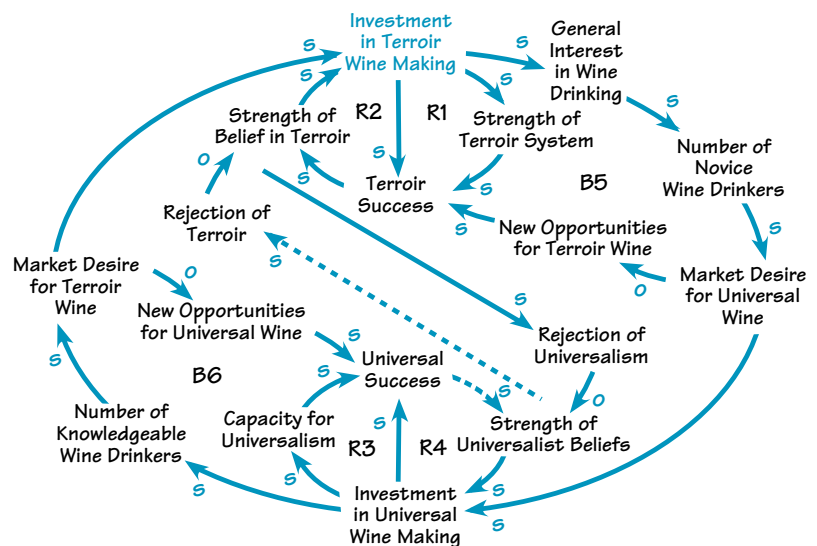 Investment
in Terroir
Wine Making
General
Interest
in Wine
Drinking
S
S
S
S
S
Strength of
Belief in Terroir
R2
R1
Strength of
Terroir System
Number of
Novice
Wine Drinkers
S
O
S
Terroir
Success
S
B5
Rejection of
Terroir
S
New Opportunities
for Terroir Wine
S
S
Market Desire
for Terroir
Wine
O
O
Market Desire
for Universal
Wine
New Opportunities
for Universal Wine
S
S
Rejection of
Universalism
S
B6
S
Universal
Success
S
O
Number of
Knowledgeable
Wine Drinkers
Capacity for
Universalism
S
R3
R4
Strength of
Universalist Beliefs
S
S
S
S
Investment
in Universal
Wine Making